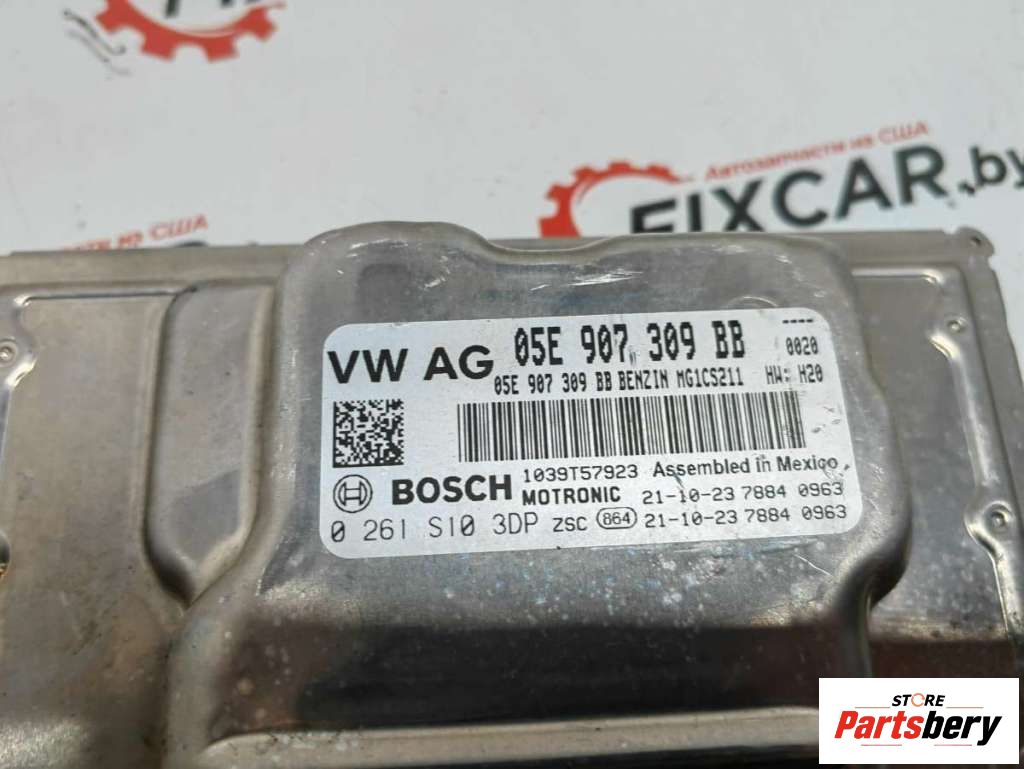 Автозапчасти из США
FIXCAR.by
из США
VW AG
05E 907 309 BB
----
0020
05E 907 309 BB BENZIN MG1CS211 HW: H20
1039T57923 Assembled in Mexico
BOSCH MOTRONIC 21-10-23 7884 0963
0 261 S10 3DP ZSC 864 21-10-23 7884 0963
STORE
Partsbery